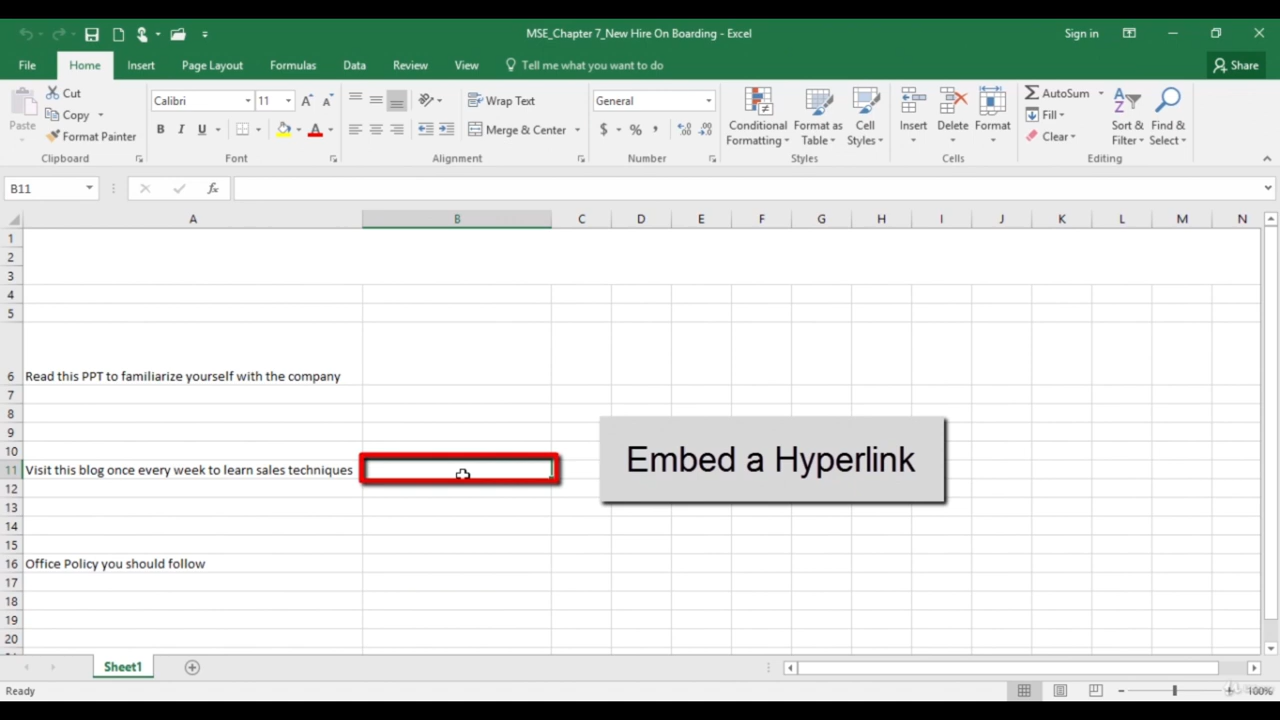 MSE_Chapter 7_New Hire On Boarding - Excel
Sign in
File Home Insert Page Layout Formulas Data Review View Tell me what you want to do Share
Paste
Cut
Copy
Format Painter
Clipboard
Calibri 11
B I U
Font
Wrap Text
Merge & Center
Alignment
General
$ % ,
Number
Conditional Formatting
Format as Table
Cell Styles
Styles
Insert
Delete
Format
Cells
AutoSum
Fill
Clear
Sort & Filter
Find & Select
Editing
B11
fx
A B C D E F G H I J K L M N
1
2
3
4
5
6 Read this PPT to familiarize yourself with the company
7
8
9
10
11 Visit this blog once every week to learn sales techniques
Embed a Hyperlink
12
13
14
15
16 Office Policy you should follow
17
18
19
20
Sheet1
Ready
100%